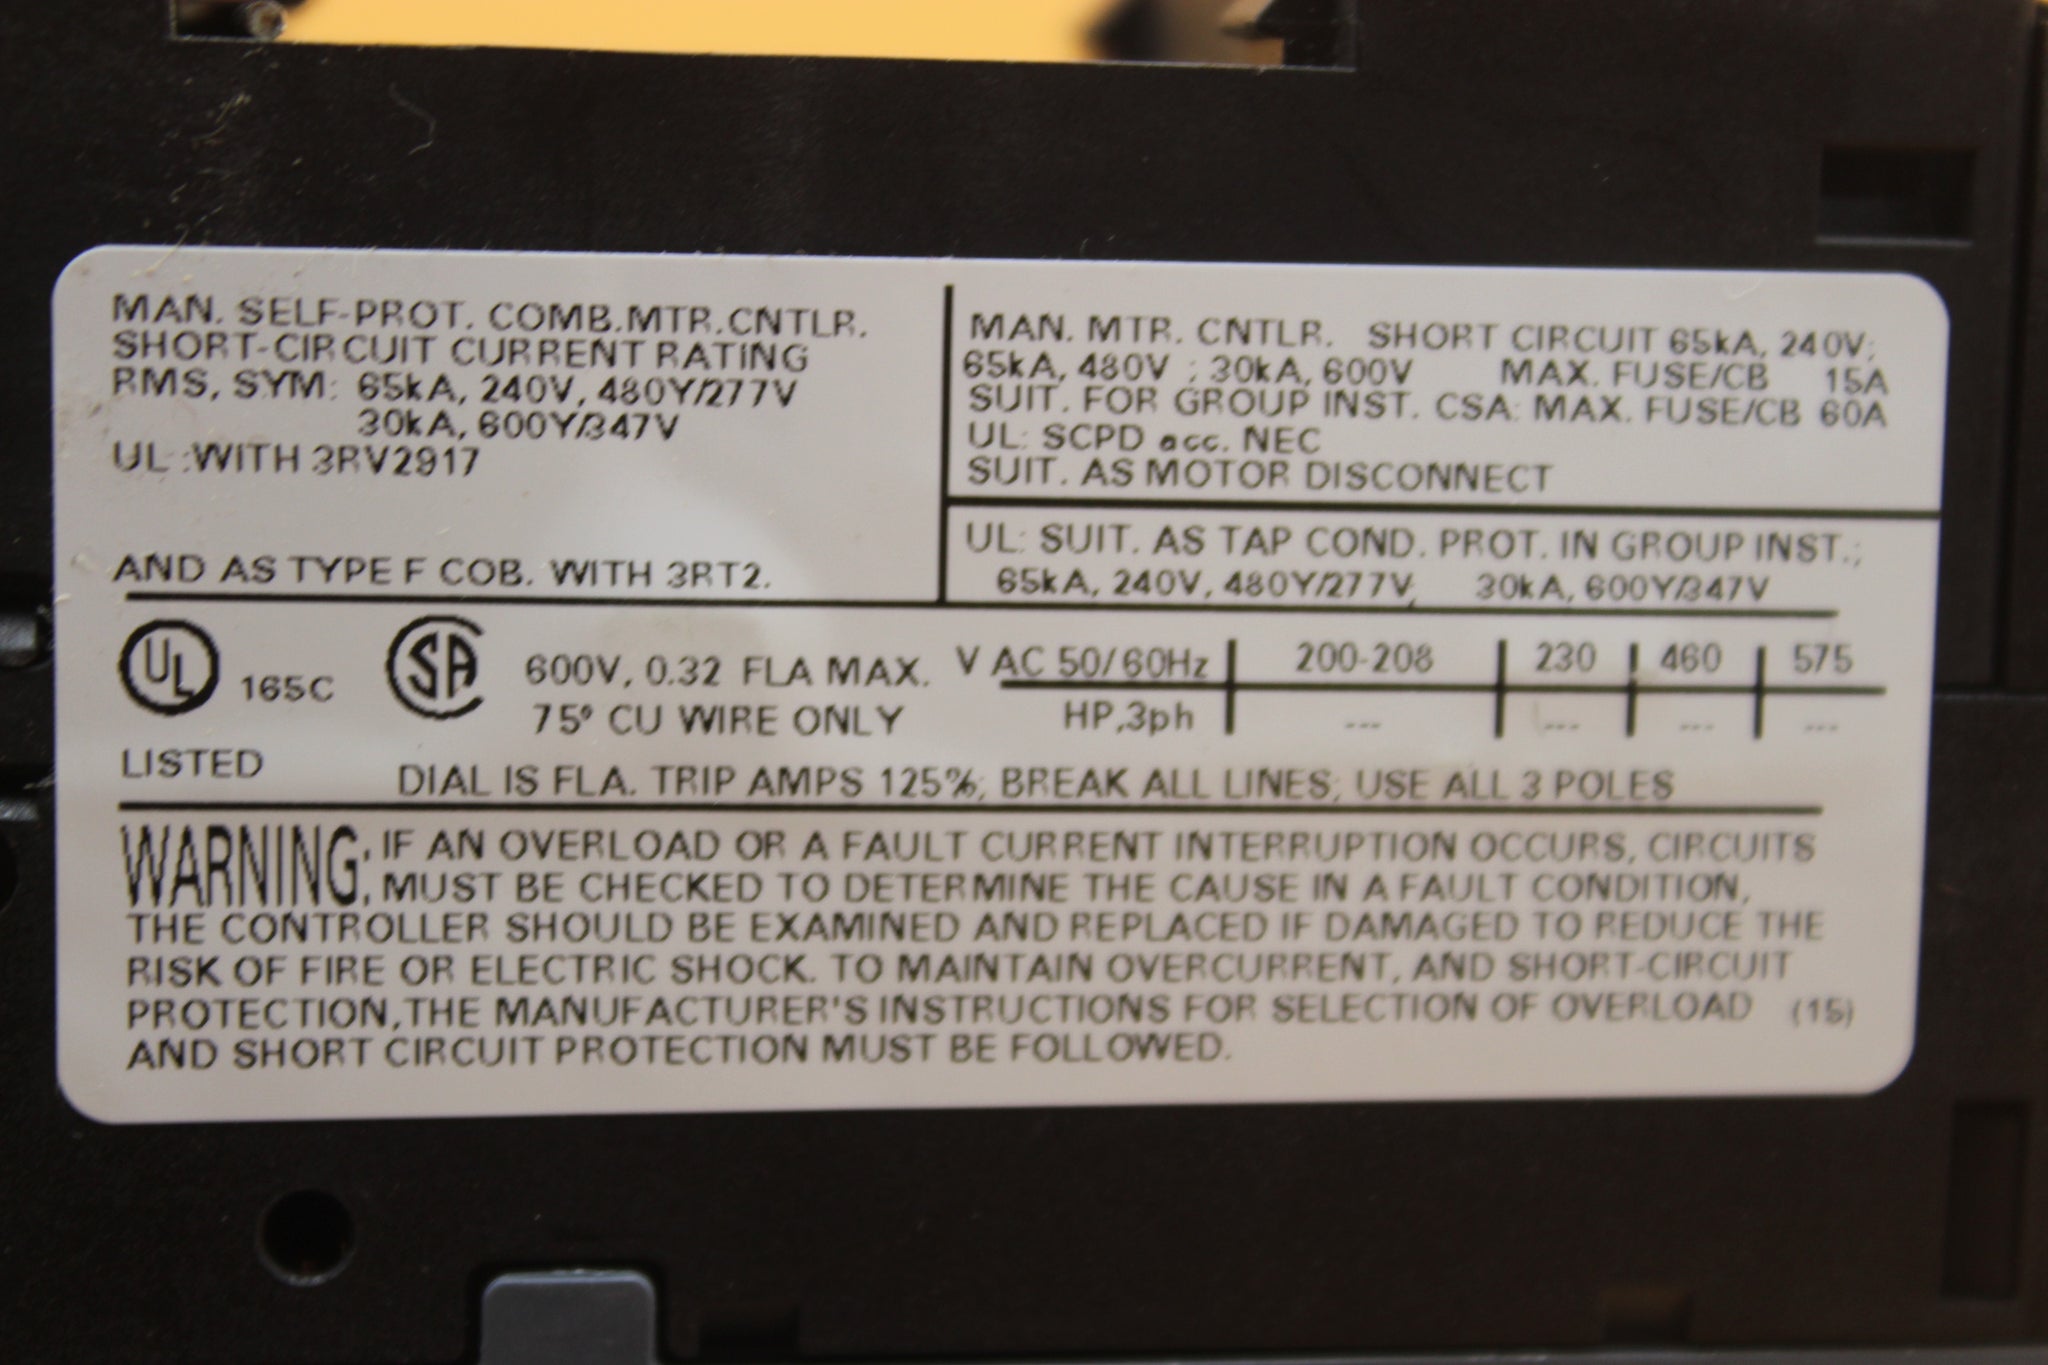 MAN. SELF-PROT. COMB.MTR.CNTLR.
SHORT-CIRCUIT CURRENT RATING
RMS, SYM: 65kA, 240V, 480Y/277V
30kA, 600Y/347V
UL :WITH 3RV2917
AND AS TYPE F COB. WITH 3RT2.
MAN. MTR. CNTLR. SHORT CIRCUIT 65kA, 240V;
65kA, 480V ; 30kA, 600V MAX. FUSE/CB 15A
SUIT. FOR GROUP INST. CSA: MAX. FUSE/CB 60A
UL: SCPD acc. NEC
SUIT. AS MOTOR DISCONNECT
UL: SUIT. AS TAP COND. PROT. IN GROUP INST.;
65kA, 240V, 480Y/277V, 30kA, 600Y/347V
UL 165C
LISTED
SA 600V, 0.32 FLA MAX.
75° CU WIRE ONLY
V AC 50/60Hz 200-208 230 460 575
HP,3ph --- --- --- ---
DIAL IS FLA. TRIP AMPS 125%; BREAK ALL LINES; USE ALL 3 POLES
WARNING: IF AN OVERLOAD OR A FAULT CURRENT INTERRUPTION OCCURS, CIRCUITS
MUST BE CHECKED TO DETERMINE THE CAUSE IN A FAULT CONDITION,
THE CONTROLLER SHOULD BE EXAMINED AND REPLACED IF DAMAGED TO REDUCE THE
RISK OF FIRE OR ELECTRIC SHOCK. TO MAINTAIN OVERCURRENT, AND SHORT-CIRCUIT
PROTECTION,THE MANUFACTURER'S INSTRUCTIONS FOR SELECTION OF OVERLOAD (15)
AND SHORT CIRCUIT PROTECTION MUST BE FOLLOWED.